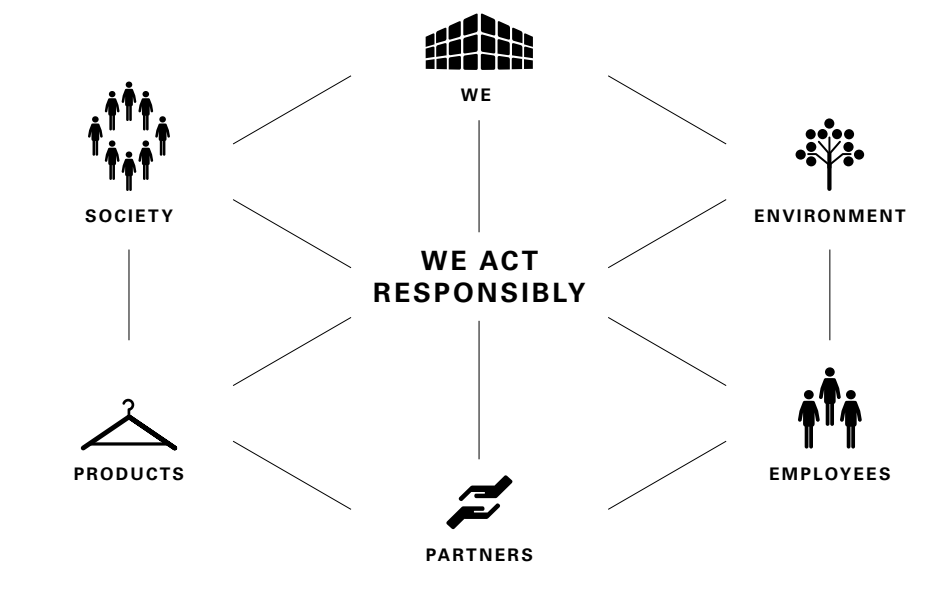 WE
SOCIETY
ENVIRONMENT
WE ACT
RESPONSIBLY
PRODUCTS
EMPLOYEES
PARTNERS